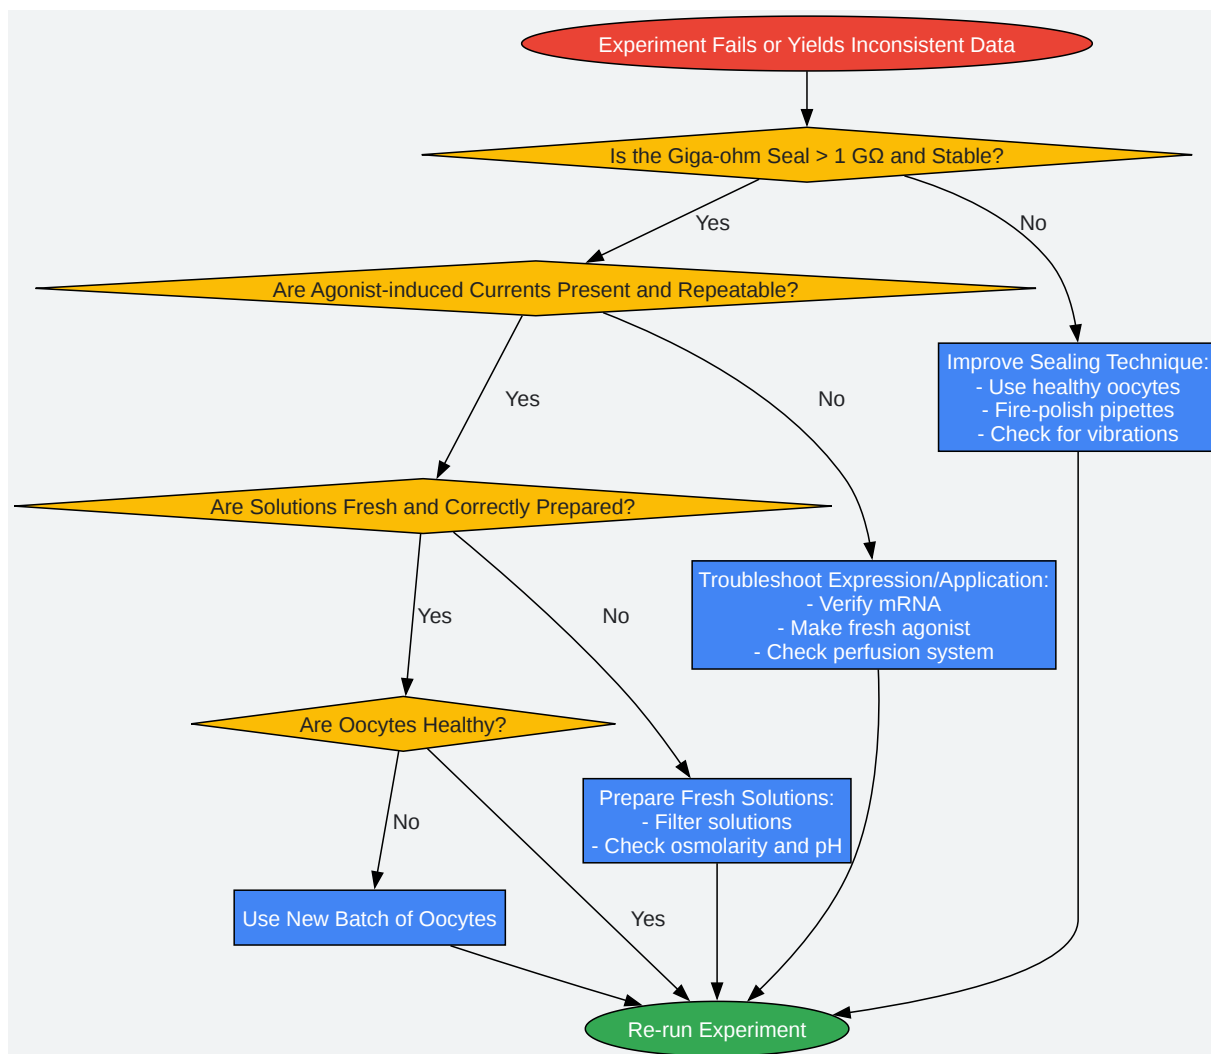 Experiment Fails or Yields Inconsistent Data
Is the Giga-ohm Seal > 1 GΩ and Stable?
Yes
No
Are Agonist-induced Currents Present and Repeatable?
Improve Sealing Technique:
- Use healthy oocytes
- Fire-polish pipettes
- Check for vibrations
Yes
No
Are Solutions Fresh and Correctly Prepared?
Troubleshoot Expression/Application:
- Verify mRNA
- Make fresh agonist
- Check perfusion system
Yes
No
Are Oocytes Healthy?
Prepare Fresh Solutions:
- Filter solutions
- Check osmolarity and pH
No
Use New Batch of Oocytes
Yes
Re-run Experiment